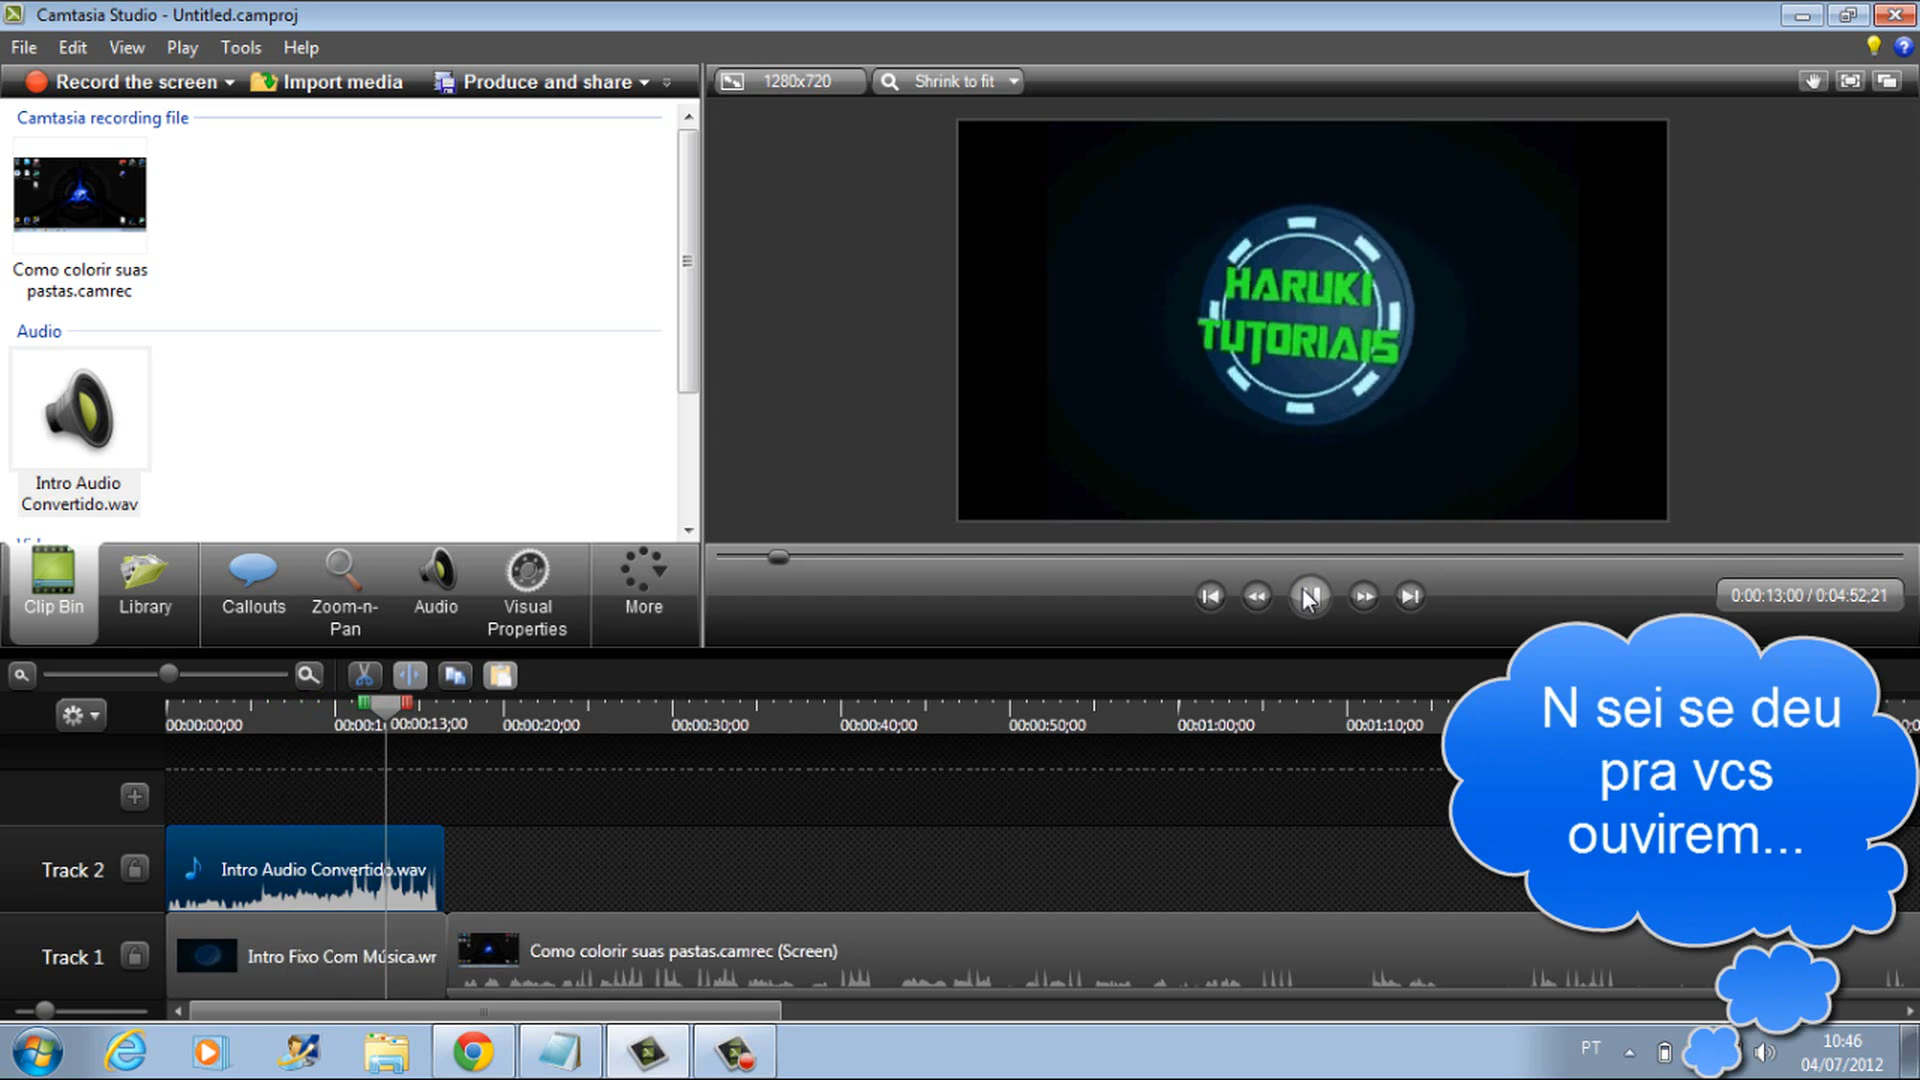 Camtasia Studio - Untitled.camproj
File Edit View Play Tools Help
Record the screen Import media Produce and share
1280x720 Shrink to fit
Camtasia recording file
Como colorir suas
pastas.camrec
Audio
Intro Audio
Convertido.wav
HARUKI
TUTORIAIS
Clip Bin Library Callouts Zoom-n-
Pan Audio Visual
Properties More
0:00:13;00 / 0:04:52;21
N sei se deu
pra vcs
ouvirem...
00:00:00;00 00:00:1 00:00:13;00 00:00:20;00 00:00:30;00 00:00:40;00 00:00:50;00 00:01:00;00 00:01:10;00
Track 2 Intro Audio Convertido.wav
Track 1 Intro Fixo Com Música.wr Como colorir suas pastas.camrec (Screen)
PT 10:46
04/07/2012